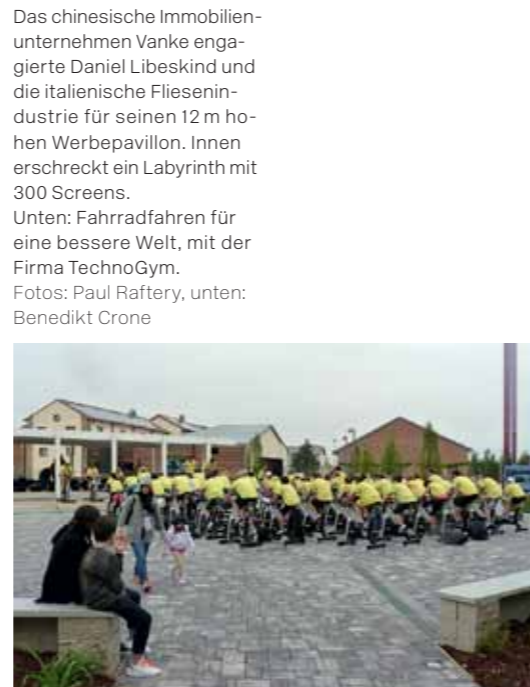 Das chinesische Immobilien-
unternehmen Vanke enga-
gierte Daniel Libeskind und
die italienische Fliesenin-
dustrie für seinen 12 m ho-
hen Werbepavillon. Innen
erschreckt ein Labyrinth mit
300 Screens.
Unten: Fahrradfahren für
eine bessere Welt, mit der
Firma TechnoGym.
Fotos: Paul Raftery, unten:
Benedikt Crone